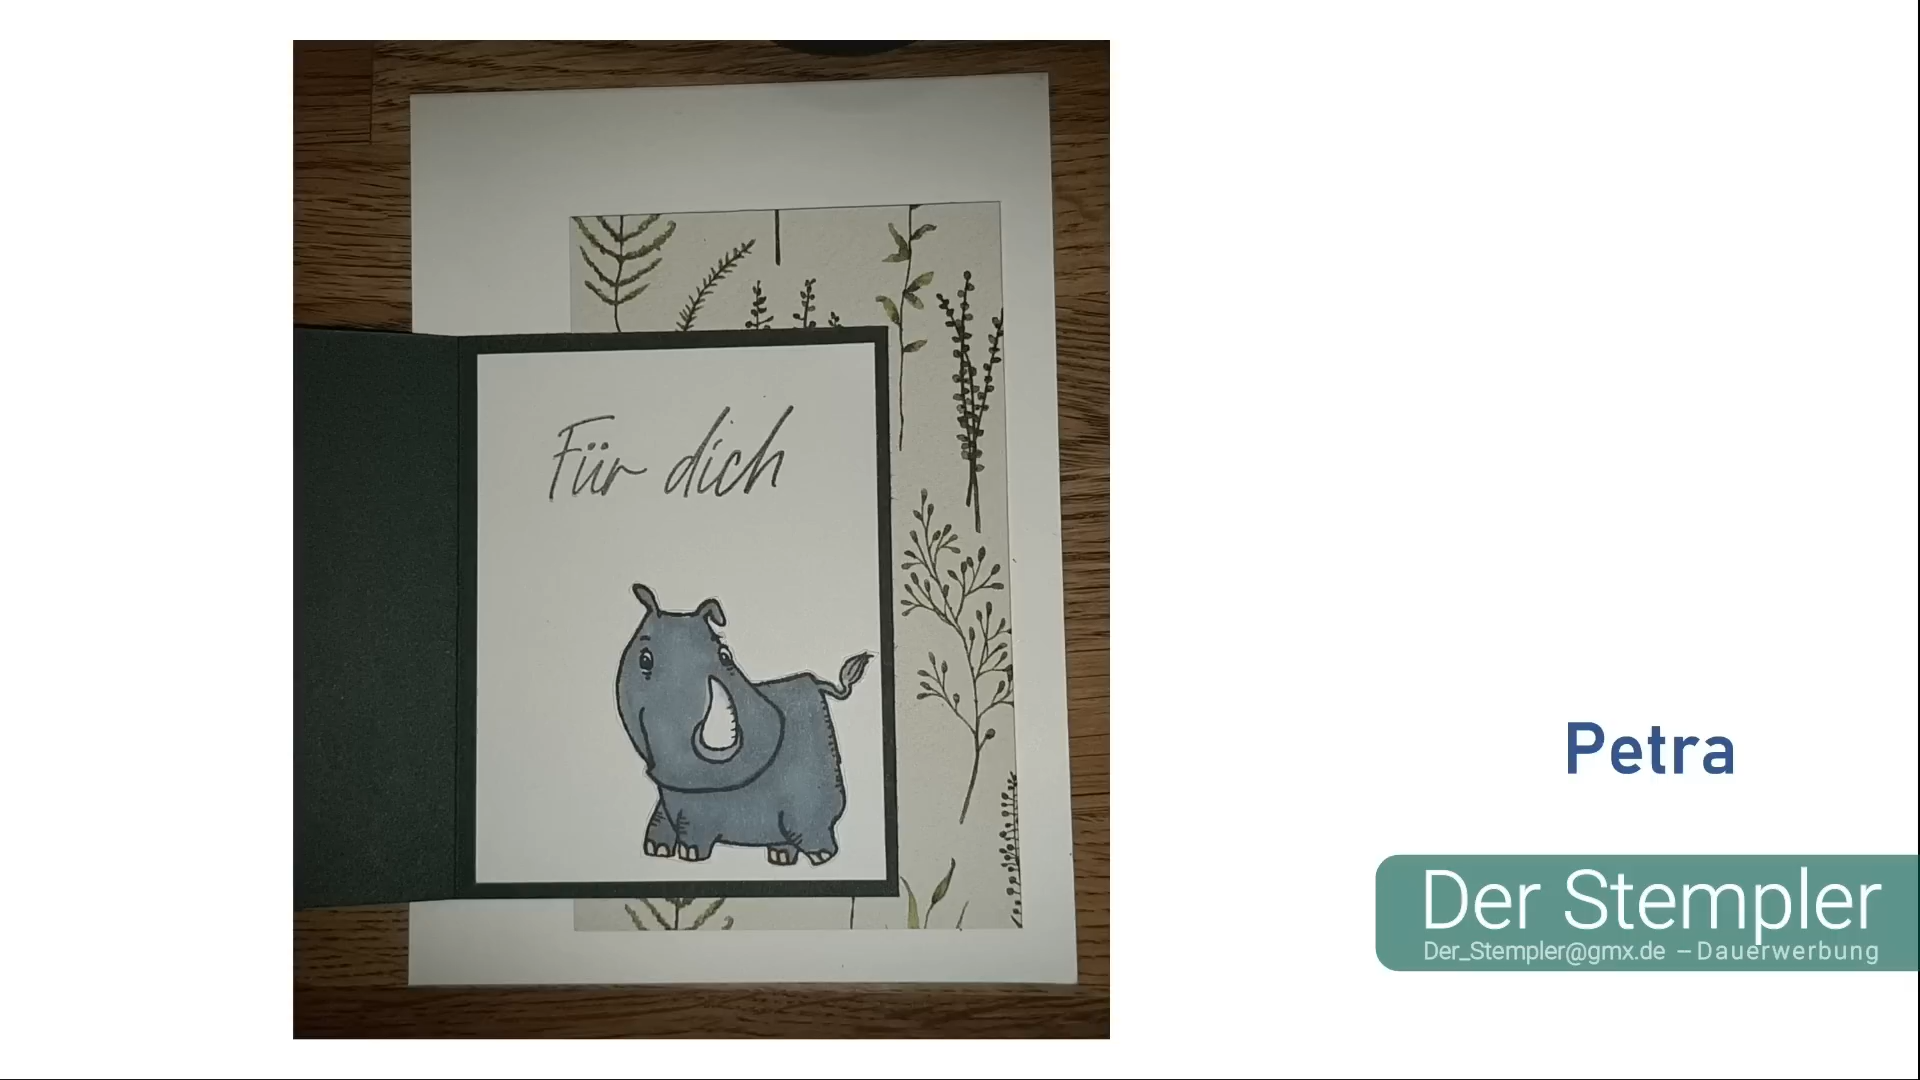 Für dich
Petra
Der Stempler
Der_Stempler@gmx.de – Dauerwerbung